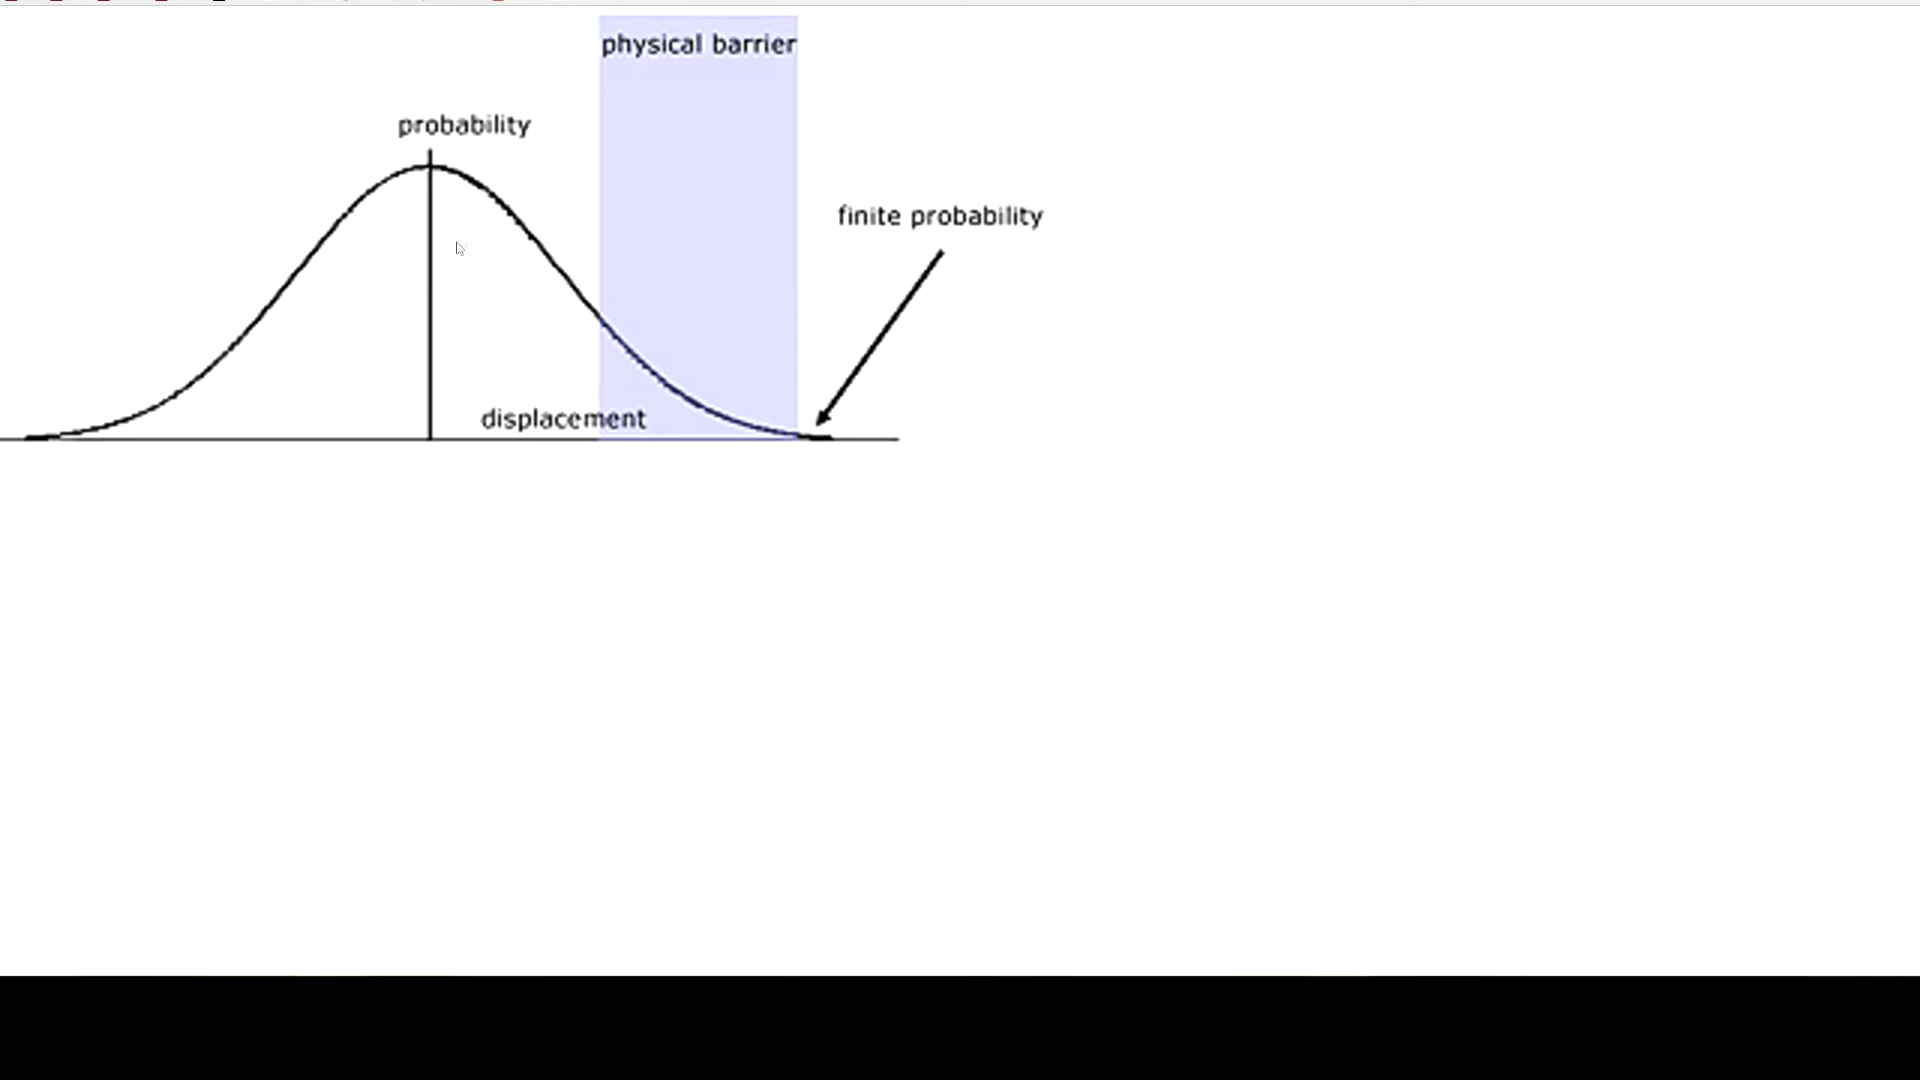 physical barrier
probability
finite probability
displacement